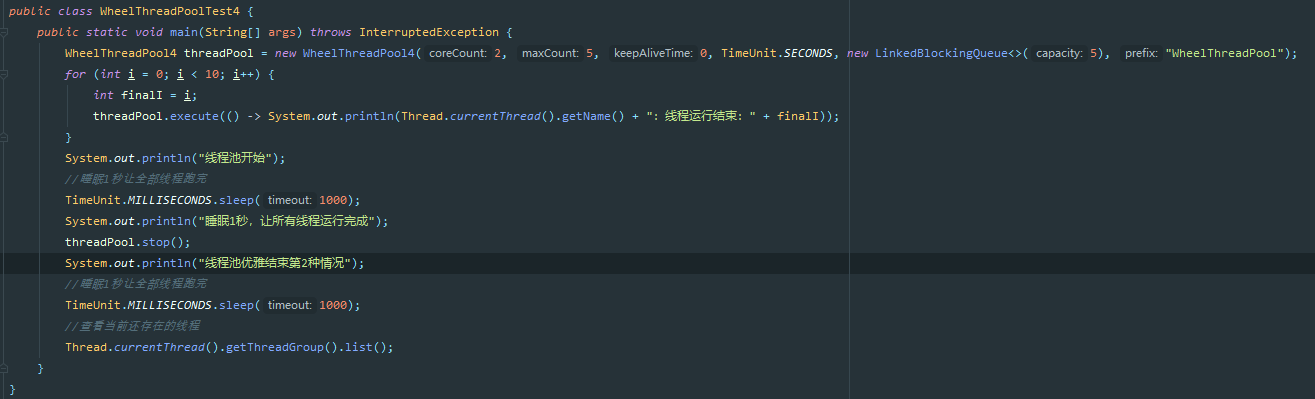 public class WheelThreadPoolTest4 {
public static void main(String[] args) throws InterruptedException {
WheelThreadPool4 threadPool = new WheelThreadPool4( coreCount: 2, maxCount: 5, keepAliveTime: 0, TimeUnit.SECONDS, new LinkedBlockingQueue<>( capacity: 5), prefix: "WheelThreadPool");
for (int i = 0; i < 10; i++) {
int finalI = i;
threadPool.execute(() -> System.out.println(Thread.currentThread().getName() + ": 线程运行结束: " + finalI));
}
System.out.println("线程池开始");
//睡眠1秒让全部线程跑完
TimeUnit.MILLISECONDS.sleep( timeout: 1000);
System.out.println("睡眠1秒，让所有线程运行完成");
threadPool.stop();
System.out.println("线程池优雅结束第2种情况");
//睡眠1秒让全部线程跑完
TimeUnit.MILLISECONDS.sleep( timeout: 1000);
//查看当前还存在的线程
Thread.currentThread().getThreadGroup().list();
}
}